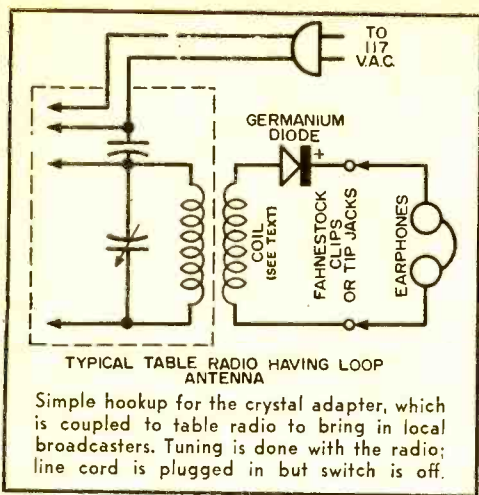 TO
117
V.A.C.
GERMANIUM
DIODE
+
COIL
(SEE TEXT)
FAHNESTOCK
CLIPS
OR TIP JACKS
EARPHONES
TYPICAL TABLE RADIO HAVING LOOP
ANTENNA
Simple hookup for the crystal adapter, which
is coupled to table radio to bring in local
broadcasters. Tuning is done with the radio;
line cord is plugged in but switch is off.